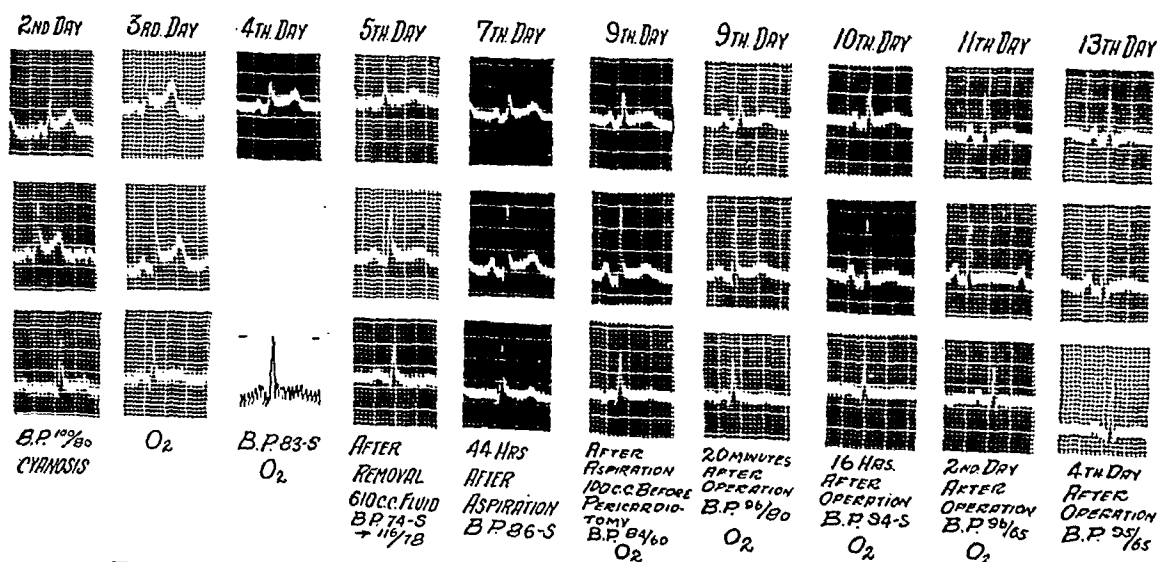 2ND DAY
3RD. DAY
4TH. DAY
5TH. DAY
7TH. DAY
9TH. DAY
9TH. DAY
10TH. DAY
11TH DAY
13TH DAY
B.P. 100/80
CYANOSIS
O2
B.P. 83-S
O2
AFTER
REMOVAL
610 C.C. FLUID
B.P. 74-S
→ 116/78
44 HRS
AFTER
ASPIRATION
B.P. 86-S
AFTER
ASPIRATION
100 C.C. BEFORE
PERICARDIO-
TOMY
B.P. 84/60
O2
20 MINUTES
AFTER
OPERATION
B.P. 96/80
O2
16 HRS.
AFTER
OPERATION
B.P. 94-S
O2
2ND DAY
AFTER
OPERATION
B.P. 96/65
O2
4TH DAY
AFTER
OPERATION
B.P. 95/65